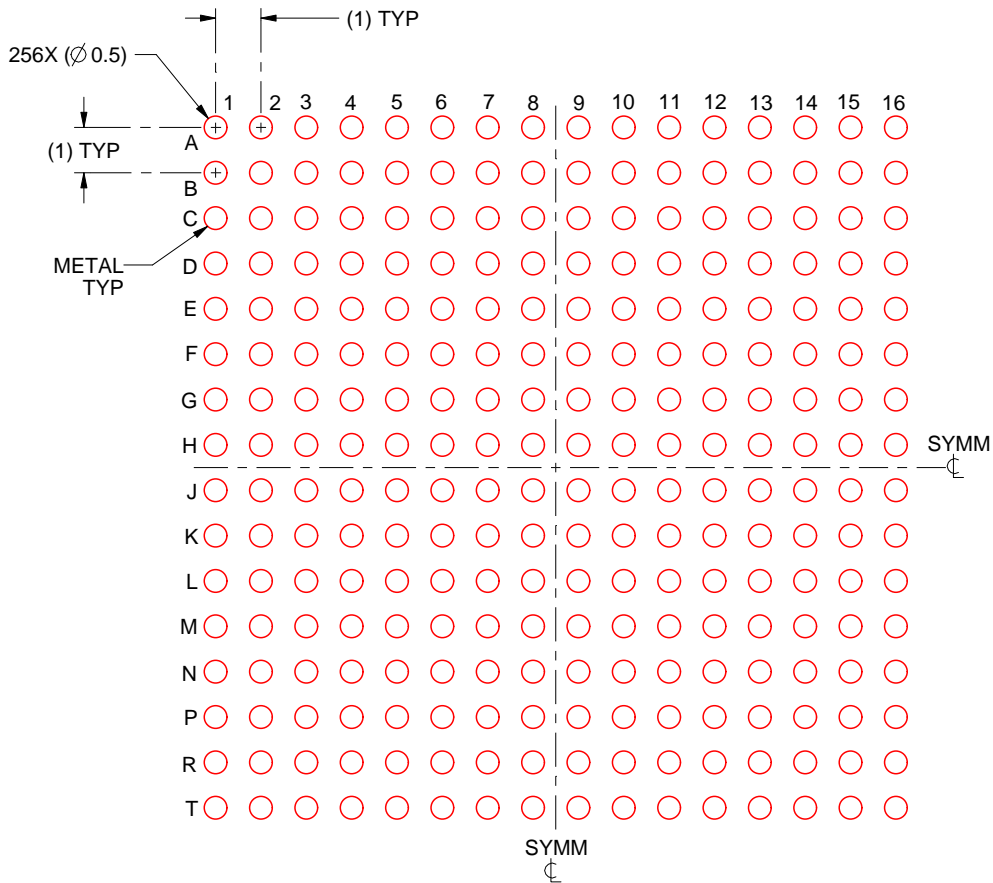 (1) TYP
256X (∅ 0.5)
1 2 3 4 5 6 7 8 9 10 11 12 13 14 15 16
A
(1) TYP
B
C
METAL
TYP
D
E
F
G
H
SYMM
℄
J
K
L
M
N
P
R
T
SYMM
℄